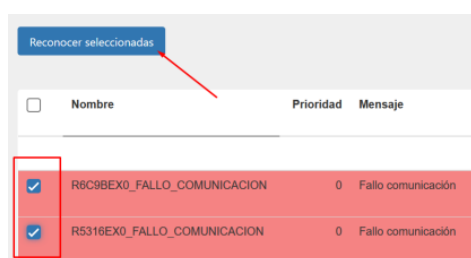 Reconocer seleccionadas
Nombre Prioridad Mensaje
R6C9BEX0_FALLO_COMUNICACION 0 Fallo comunicación
R5316EX0_FALLO_COMUNICACION 0 Fallo comunicación